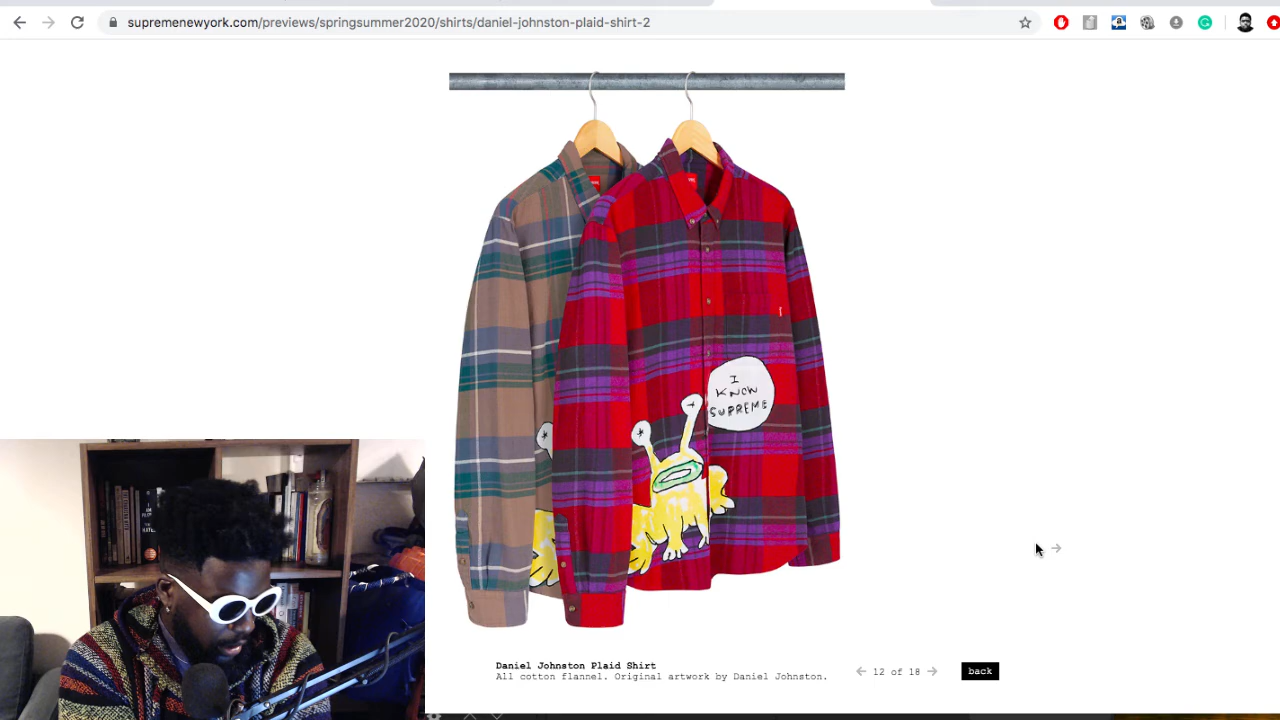 supremenewyork.com/previews/springsummer2020/shirts/daniel-johnston-plaid-shirt-2
I
KNOW
SUPREME
Daniel Johnston Plaid Shirt
All cotton flannel. Original artwork by Daniel Johnston.
12 of 18
back